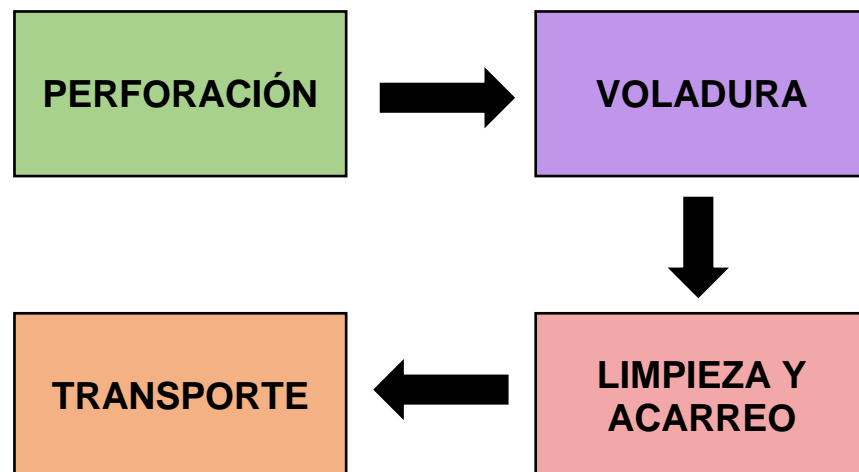 PERFORACIÓN
VOLADURA
LIMPIEZA Y
ACARREO
TRANSPORTE